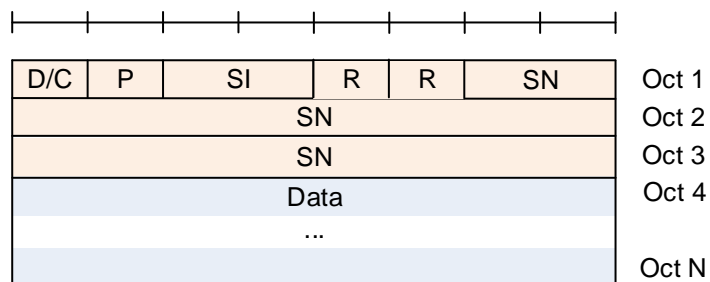 D/C P SI R R SN Oct 1
SN Oct 2
SN Oct 3
Data Oct 4
...
Oct N